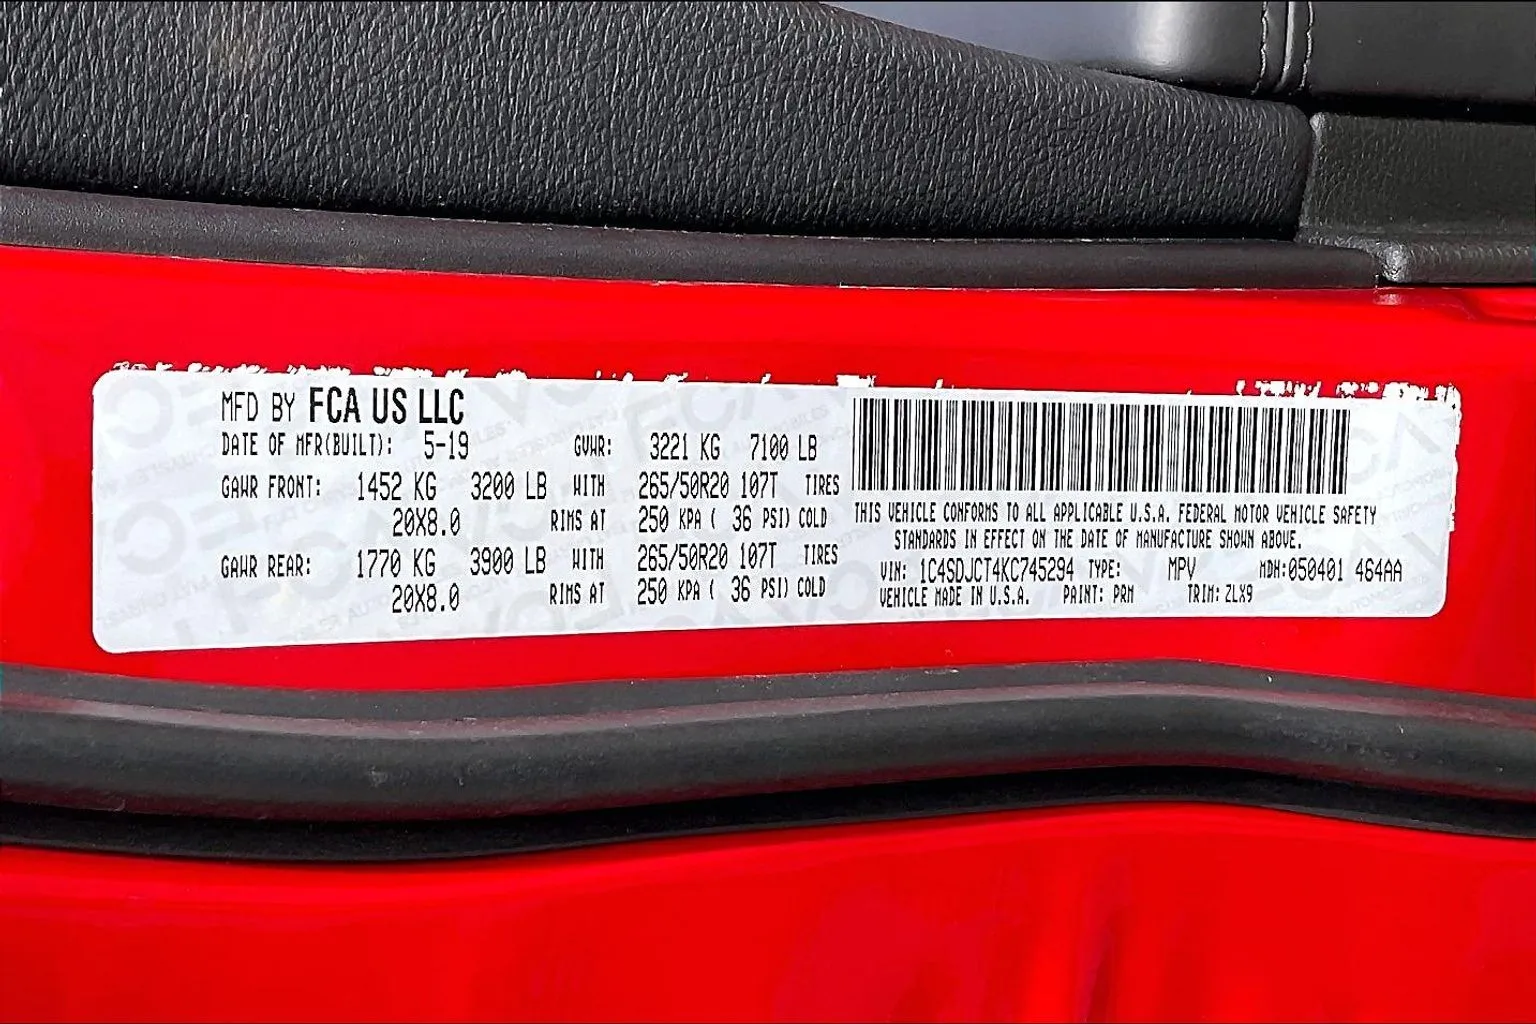 MFD BY FCA US LLC
DATE OF MFR(BUILT): 5-19 GVWR: 3221 KG 7100 LB
GAWR FRONT: 1452 KG 3200 LB WITH 265/50R20 107T TIRES
20X8.0 RIMS AT 250 KPA ( 36 PSI) COLD
GAWR REAR: 1770 KG 3900 LB WITH 265/50R20 107T TIRES
20X8.0 RIMS AT 250 KPA ( 36 PSI) COLD
THIS VEHICLE CONFORMS TO ALL APPLICABLE U.S.A. FEDERAL MOTOR VEHICLE SAFETY
STANDARDS IN EFFECT ON THE DATE OF MANUFACTURE SHOWN ABOVE.
VIN: 1C4SDJCT4KC745294 TYPE: MPV MDH:050401 464AA
VEHICLE MADE IN U.S.A. PAINT: PRM TRIM: ZLX9